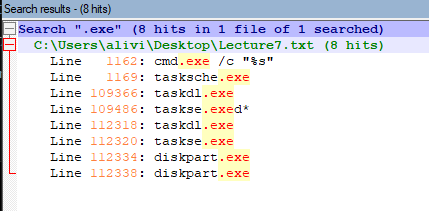 Search results - (8 hits)
Search ".exe" (8 hits in 1 file of 1 searched)
C:\Users\alivi\Desktop\Lecture7.txt (8 hits)
Line 1162: cmd.exe /c "%s"
Line 1169: tasksche.exe
Line 109366: taskdl.exe
Line 109486: taskse.exed*
Line 112318: taskdl.exe
Line 112320: taskse.exe
Line 112334: diskpart.exe
Line 112338: diskpart.exe